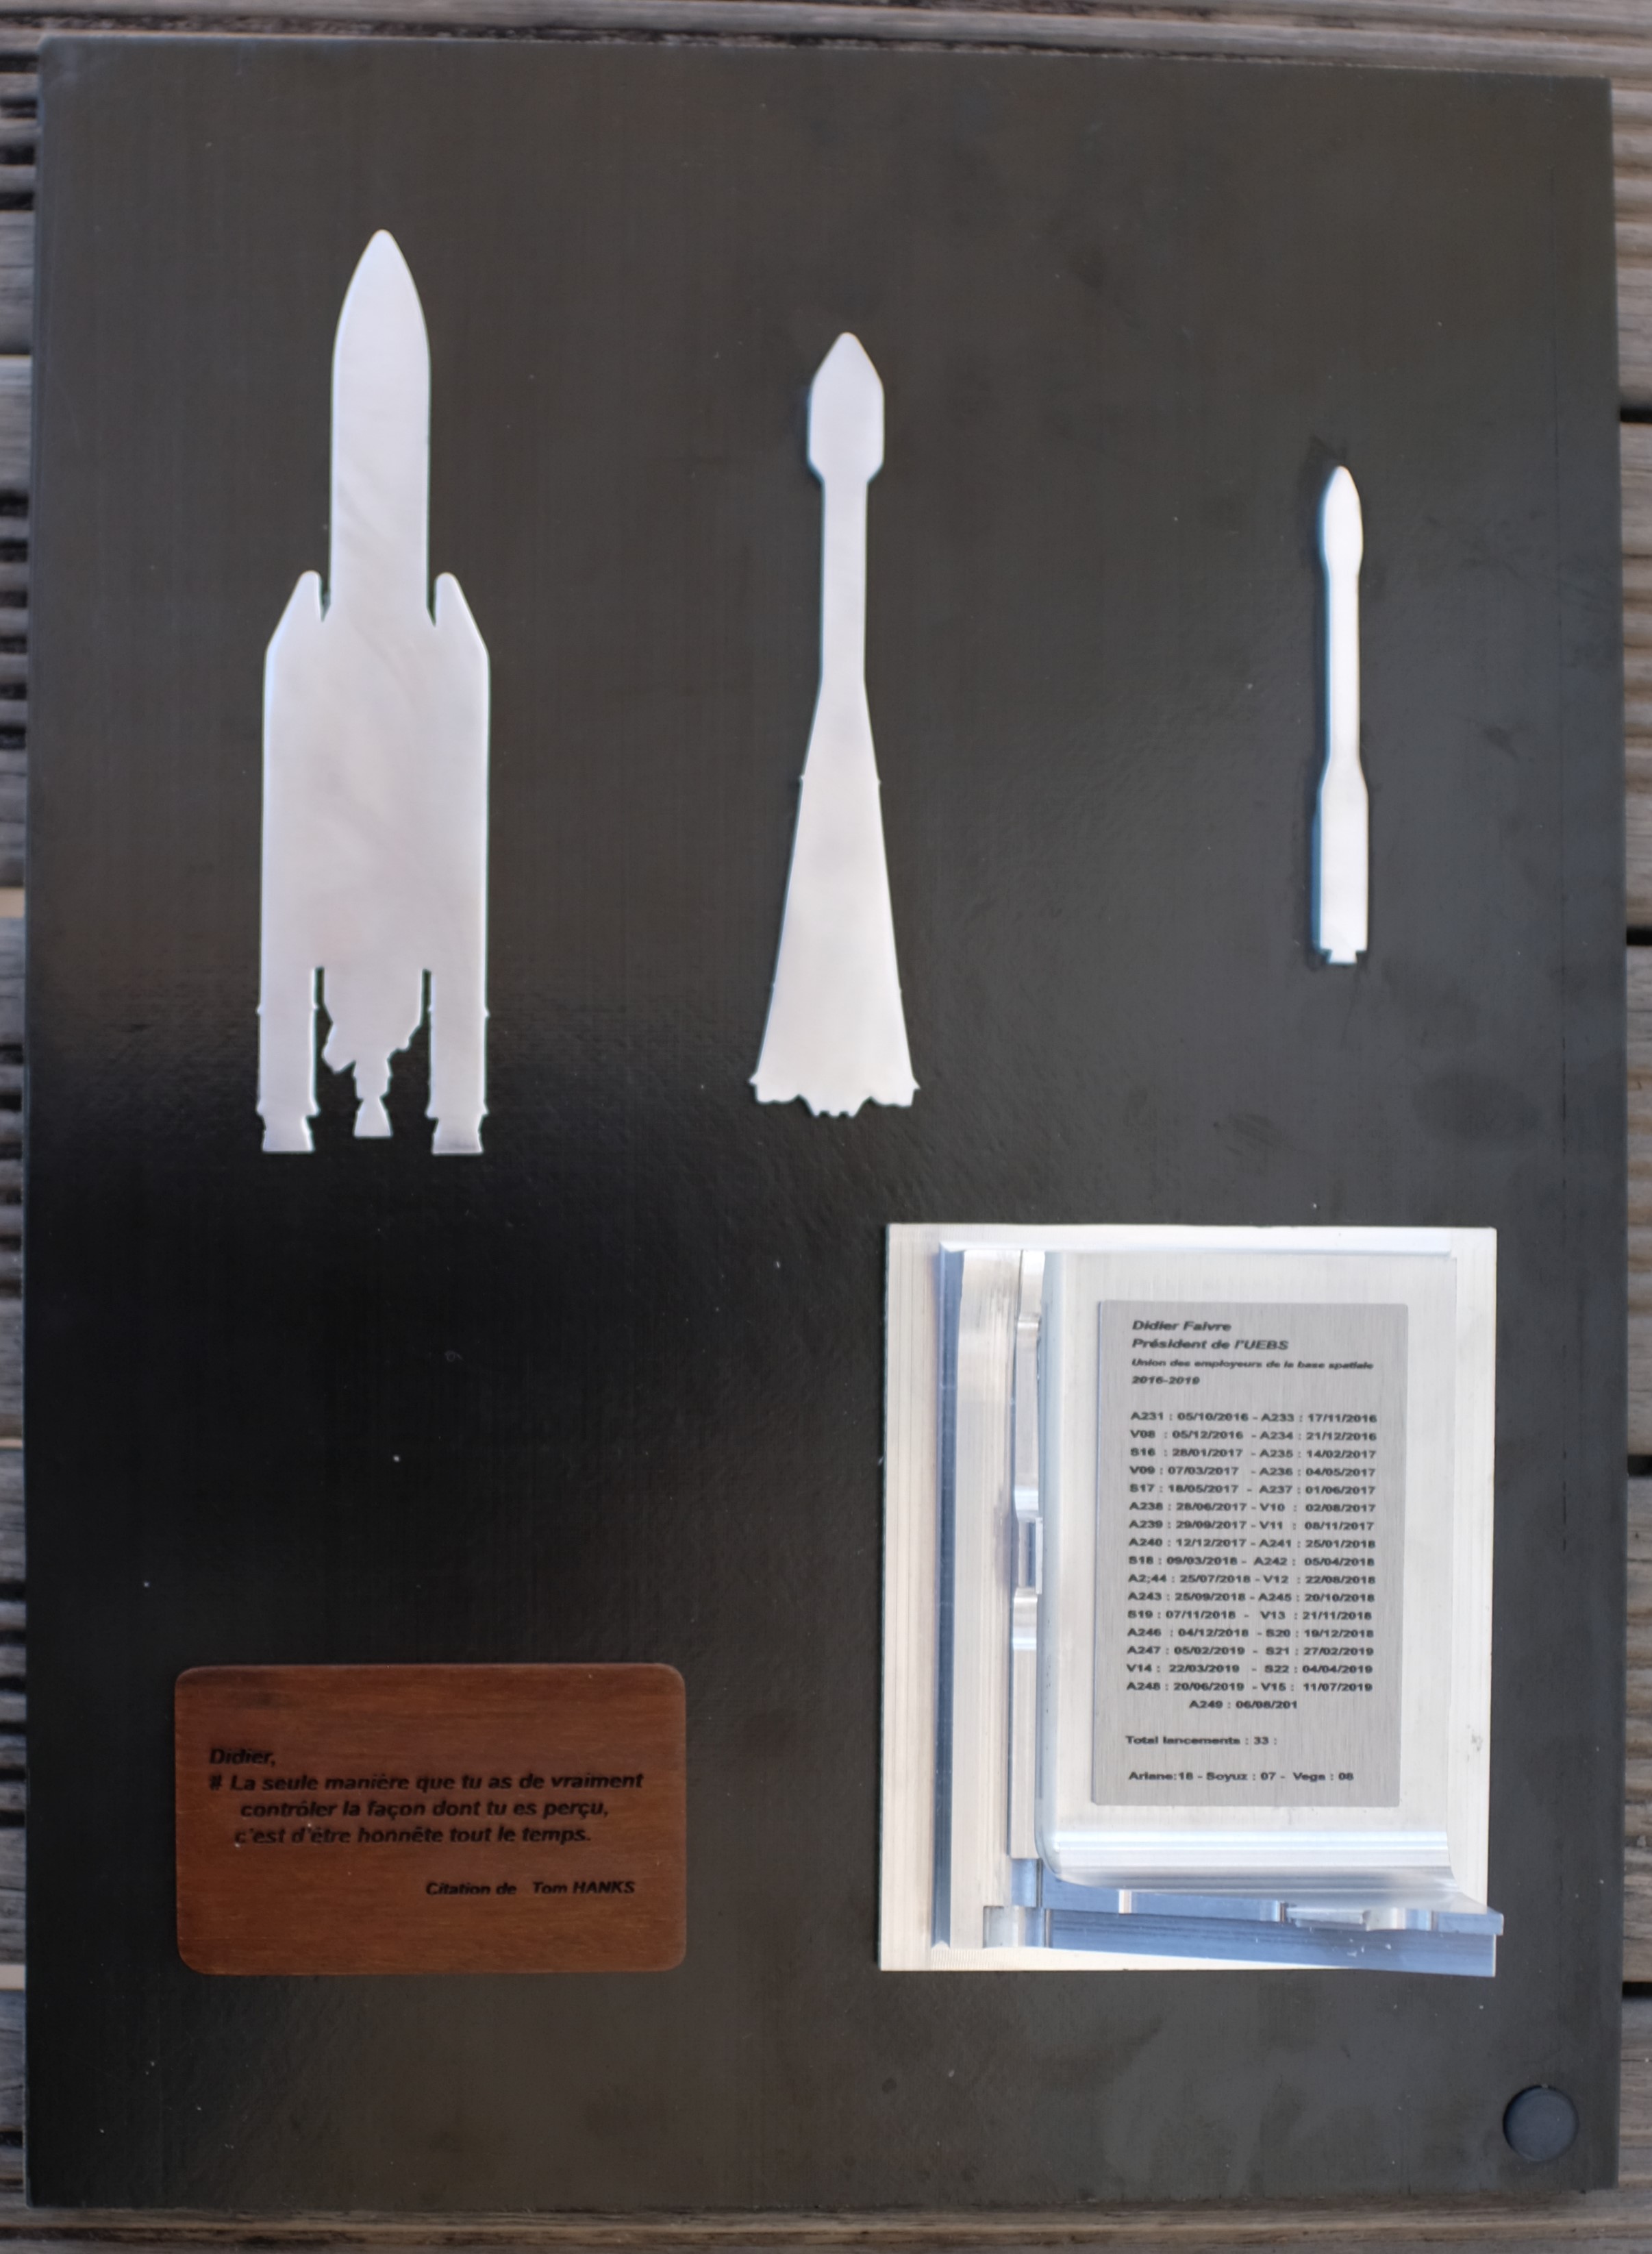 Didier Faivre
Président de l'UEBS
Union des employeurs de la base spatiale
2016-2019
A231 : 05/10/2016 - A233 : 17/11/2016
V08 : 05/12/2016 - A234 : 21/12/2016
S16 : 28/01/2017 - A235 : 14/02/2017
V09 : 07/03/2017 - A236 : 04/05/2017
S17 : 18/05/2017 - A237 : 01/06/2017
A238 : 28/06/2017 - V10 : 02/08/2017
A239 : 29/09/2017 - V11 : 08/11/2017
A240 : 12/12/2017 - A241 : 25/01/2018
S18 : 09/03/2018 - A242 : 05/04/2018
A2;44 : 25/07/2018 - V12 : 22/08/2018
A243 : 25/09/2018 - A245 : 20/10/2018
S19 : 07/11/2018 - V13 : 21/11/2018
A246 : 04/12/2018 - S20 : 19/12/2018
A247 : 05/02/2019 - S21 : 27/02/2019
V14 : 22/03/2019 - S22 : 04/04/2019
A248 : 20/06/2019 - V15 : 11/07/2019
A249 : 06/08/201
Total lancements : 33 :
Ariane:18 - Soyuz : 07 - Vega : 08
Didier,
# La seule manière que tu as de vraiment
contrôler la façon dont tu es perçu,
c'est d'être honnête tout le temps.
Citation de Tom HANKS